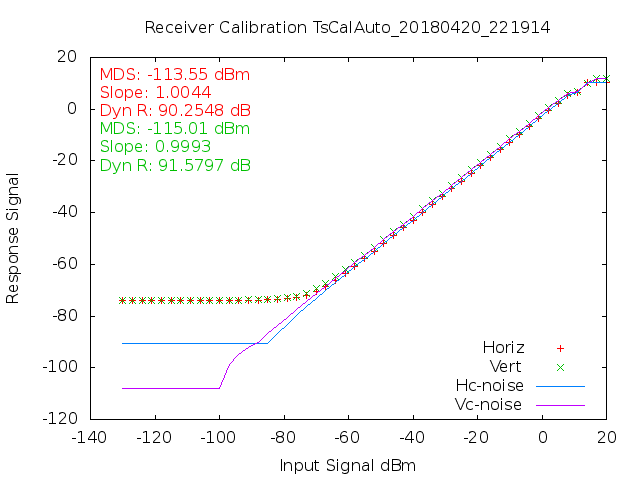 Receiver Calibration TsCalAuto_20180420_221914
20
0
-20
-40
-60
-80
-100
-120
Response Signal
MDS: -113.55 dBm
Slope: 1.0044
Dyn R: 90.2548 dB
MDS: -115.01 dBm
Slope: 0.9993
Dyn R: 91.5797 dB
Horiz
Vert
Hc-noise
Vc-noise
-140 -120 -100 -80 -60 -40 -20 0 20
Input Signal dBm